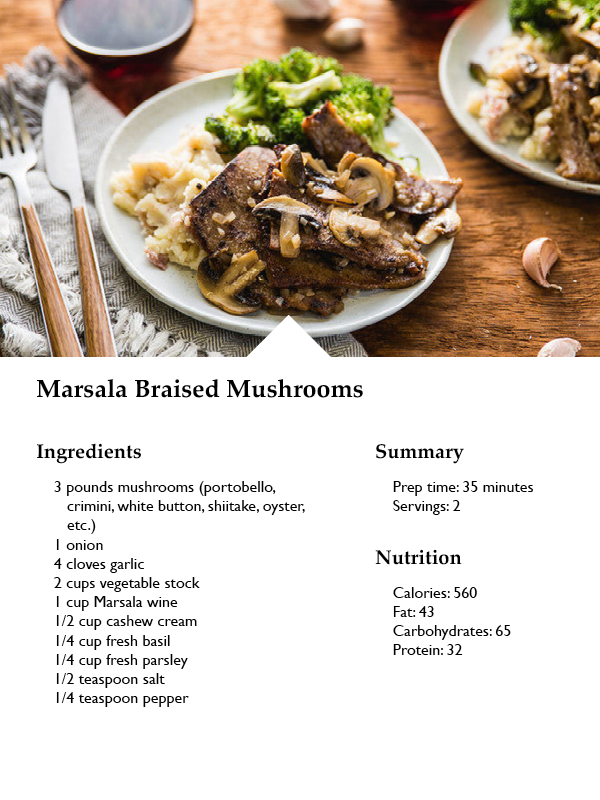 Marsala Braised Mushrooms
Ingredients
3 pounds mushrooms (portobello,
crimini, white button, shiitake, oyster,
etc.)
1 onion
4 cloves garlic
2 cups vegetable stock
1 cup Marsala wine
1/2 cup cashew cream
1/4 cup fresh basil
1/4 cup fresh parsley
1/2 teaspoon salt
1/4 teaspoon pepper
Summary
Prep time: 35 minutes
Servings: 2
Nutrition
Calories: 560
Fat: 43
Carbohydrates: 65
Protein: 32